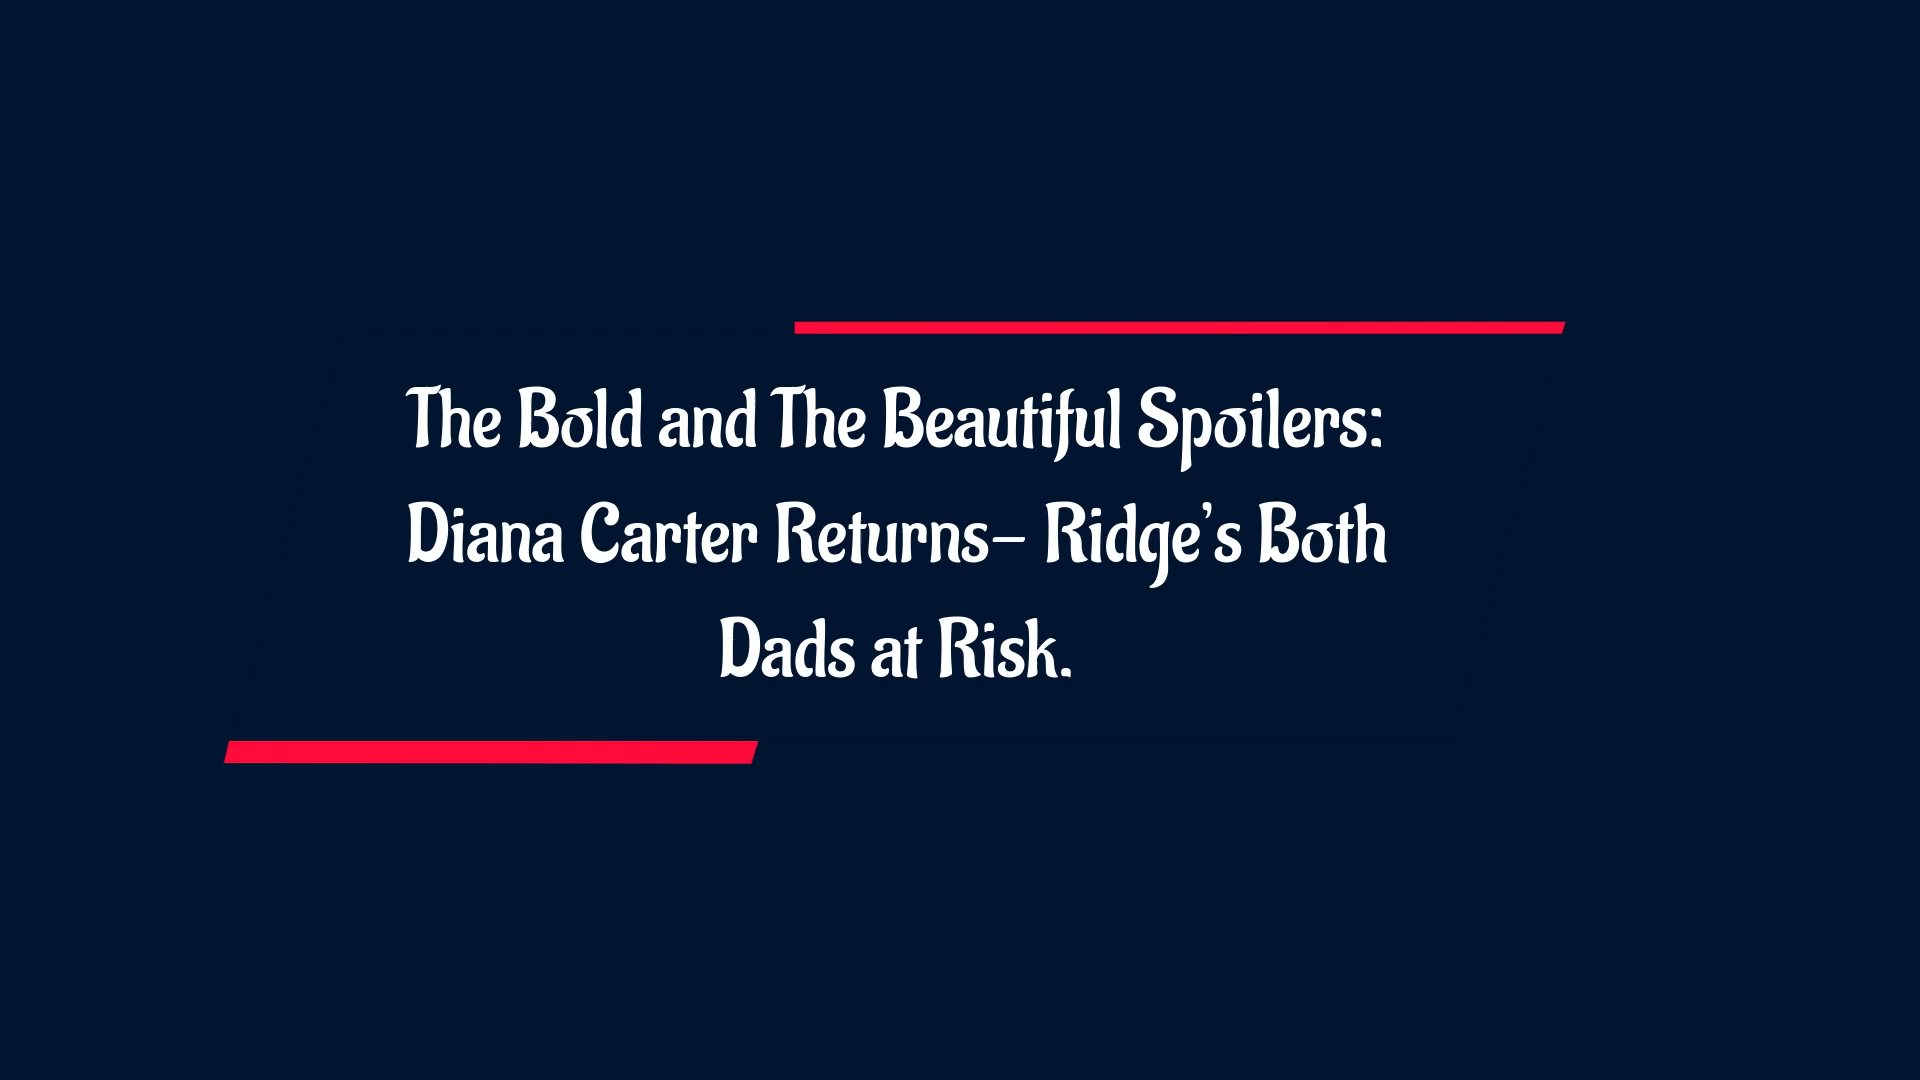 The Bold and The Beautiful Spoilers:
Diana Carter Returns– Ridge’s Both
Dads at Risk.